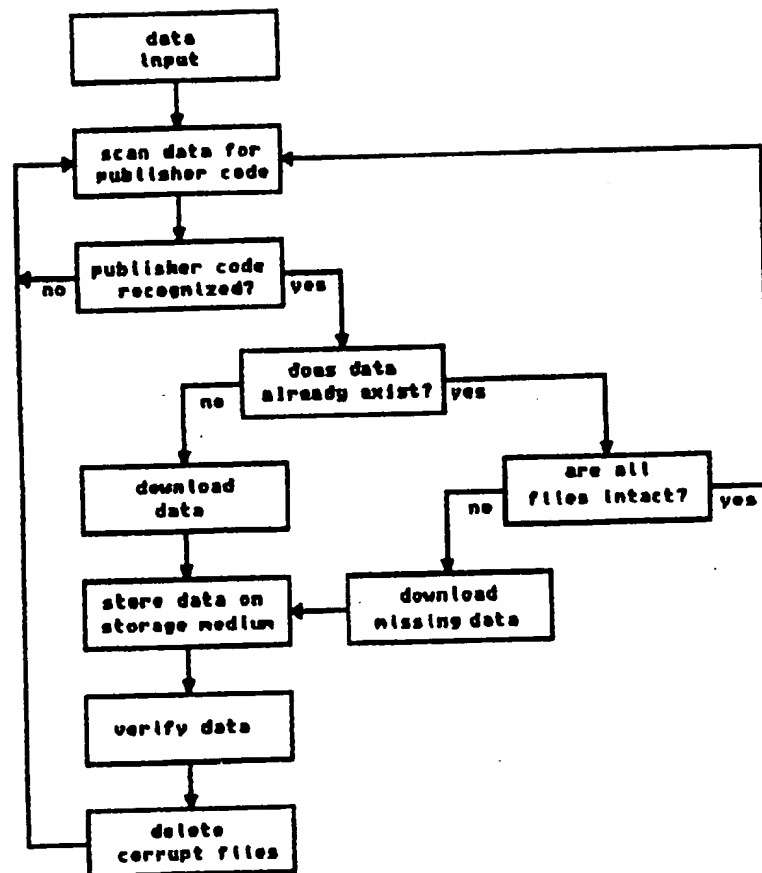 data
input
scan data for
publisher code
publisher code
recognized?
no
yes
does data
already exist?
no
yes
are all
files intact?
no
yes
download
data
store data on
storage medium
download
missing data
verify data
delete
corrupt files